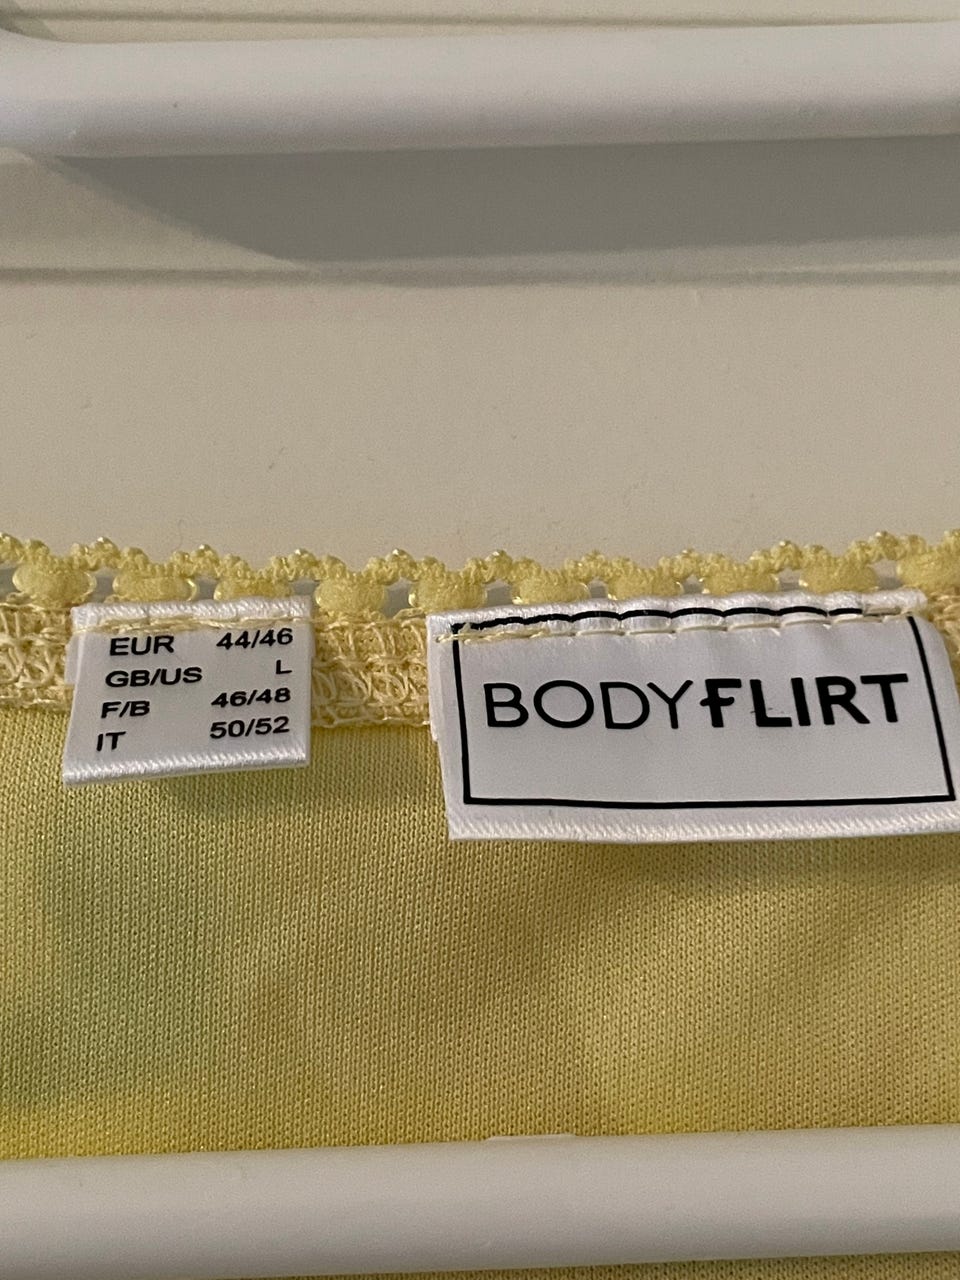 EUR 44/46
GB/US L
F/B 46/48
IT 50/52
BODYFLIRT